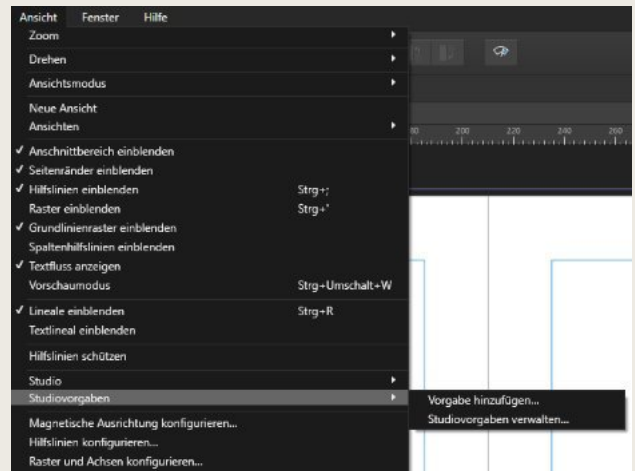 Ansicht Fenster Hilfe
Zoom
Drehen
Ansichtsmodus
Neue Ansicht
Ansichten
✓ Anschnittbereich einblenden
✓ Seitenränder einblenden
✓ Hilfslinien einblenden Strg+;
Raster einblenden Strg+'
✓ Grundlinienraster einblenden
Spaltenhilfslinien einblenden
✓ Textfluss anzeigen
Vorschaumodus Strg+Umschalt+W
✓ Lineale einblenden Strg+R
Textlineal einblenden
Hilfslinien schützen
Studio
Studiovorgaben
Vorgabe hinzufügen...
Studiovorgaben verwalten...
Magnetische Ausrichtung konfigurieren...
Hilfslinien konfigurieren...
Raster und Achsen konfigurieren...
200 220 240 260